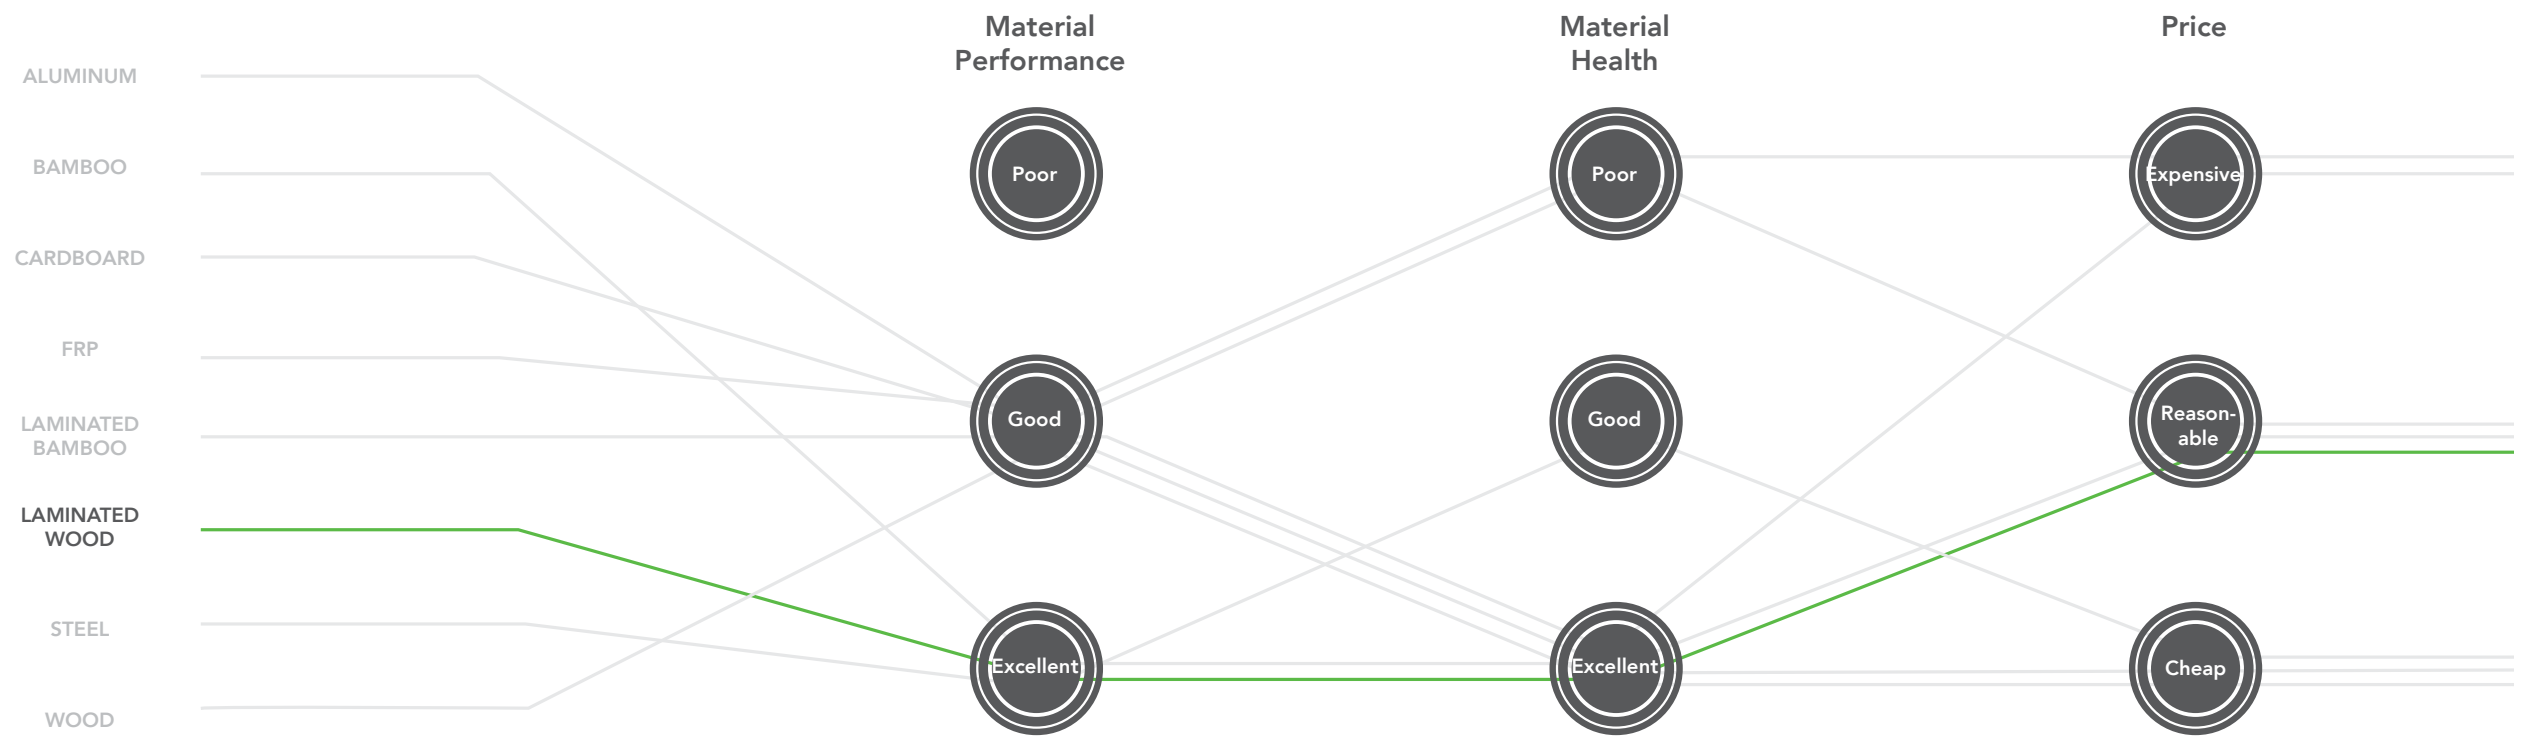 Material
Performance
Material
Health
Price
ALUMINUM
BAMBOO
CARDBOARD
FRP
LAMINATED
BAMBOO
LAMINATED
WOOD
STEEL
WOOD
Poor
Good
Excellent
Poor
Good
Excellent
Expensive
Reason-
able
Cheap